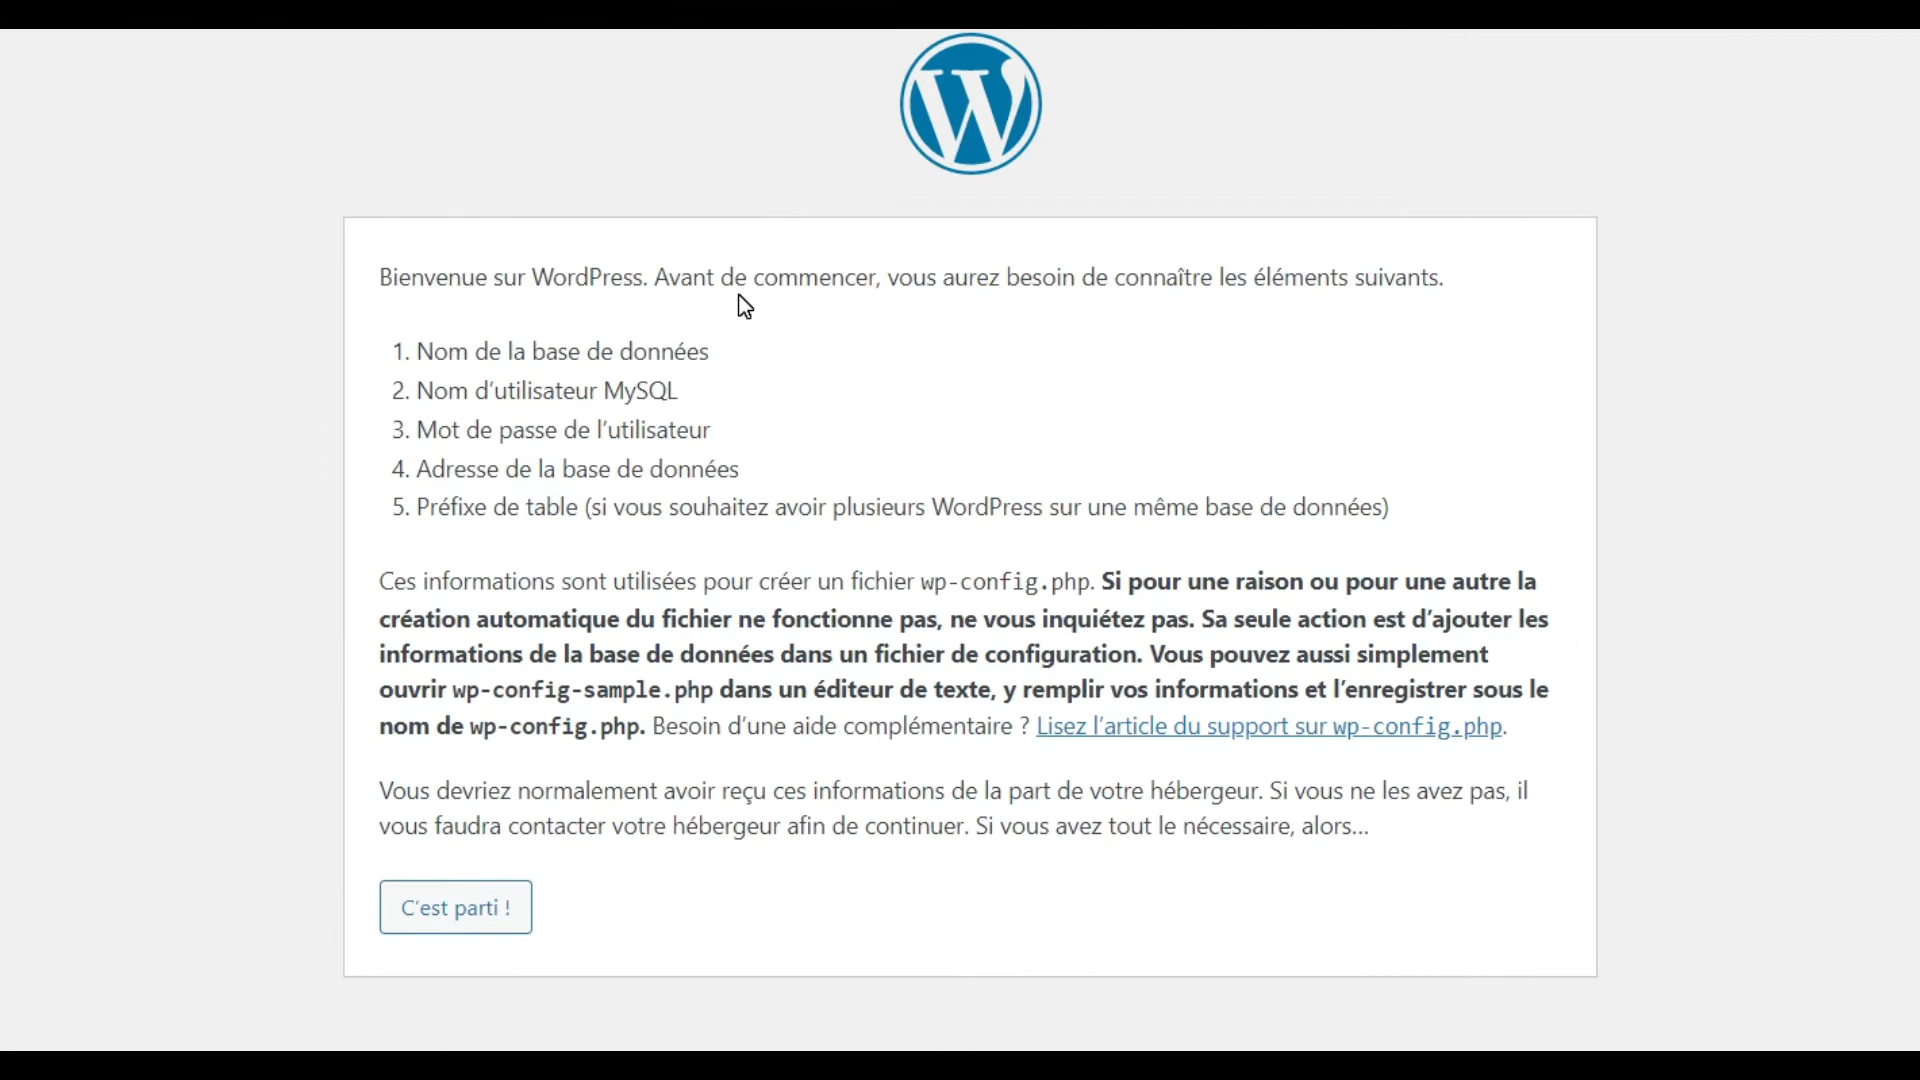 Bienvenue sur WordPress. Avant de commencer, vous aurez besoin de connaître les éléments suivants.
1. Nom de la base de données
2. Nom d’utilisateur MySQL
3. Mot de passe de l’utilisateur
4. Adresse de la base de données
5. Préfixe de table (si vous souhaitez avoir plusieurs WordPress sur une même base de données)
Ces informations sont utilisées pour créer un fichier wp-config.php. Si pour une raison ou pour une autre la
création automatique du fichier ne fonctionne pas, ne vous inquiétez pas. Sa seule action est d’ajouter les
informations de la base de données dans un fichier de configuration. Vous pouvez aussi simplement
ouvrir wp-config-sample.php dans un éditeur de texte, y remplir vos informations et l’enregistrer sous le
nom de wp-config.php. Besoin d’une aide complémentaire ? Lisez l’article du support sur wp-config.php.
Vous devriez normalement avoir reçu ces informations de la part de votre hébergeur. Si vous ne les avez pas, il
vous faudra contacter votre hébergeur afin de continuer. Si vous avez tout le nécessaire, alors…
C’est parti !